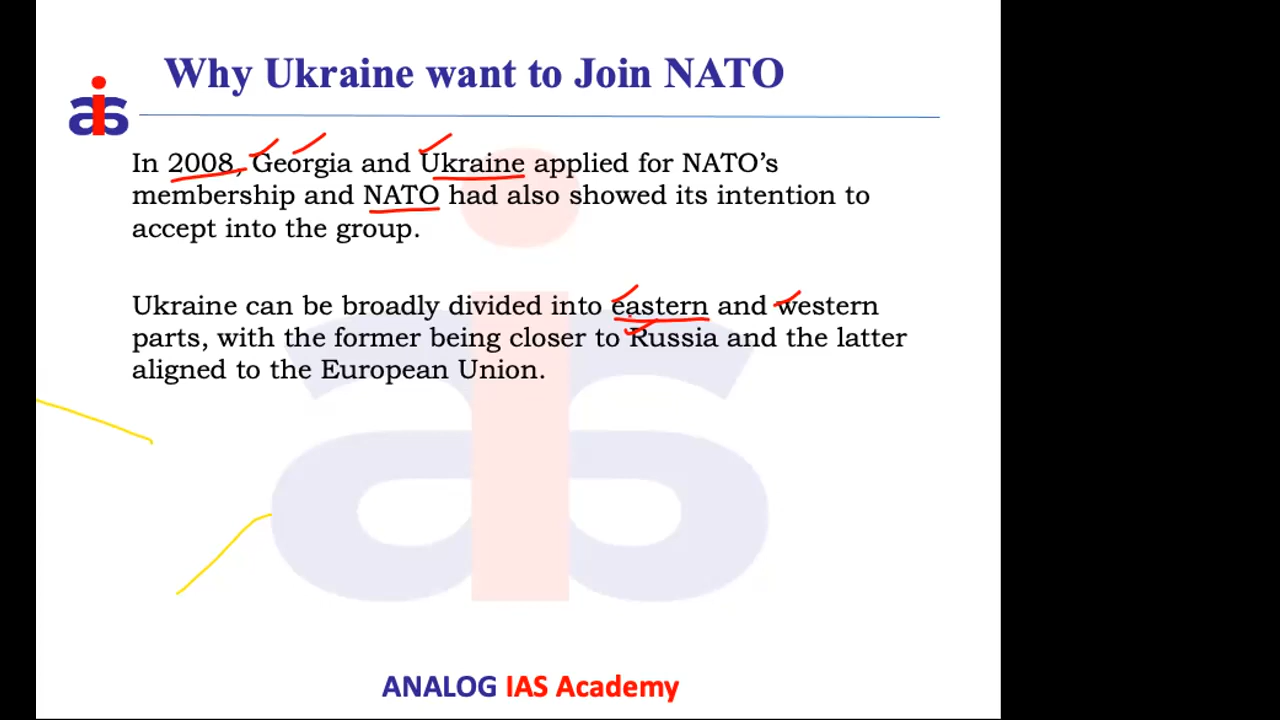 Why Ukraine want to Join NATO
In 2008, Georgia and Ukraine applied for NATO's
membership and NATO had also showed its intention to
accept into the group.
Ukraine can be broadly divided into eastern and western
parts, with the former being closer to Russia and the latter
aligned to the European Union.
ANALOG IAS Academy